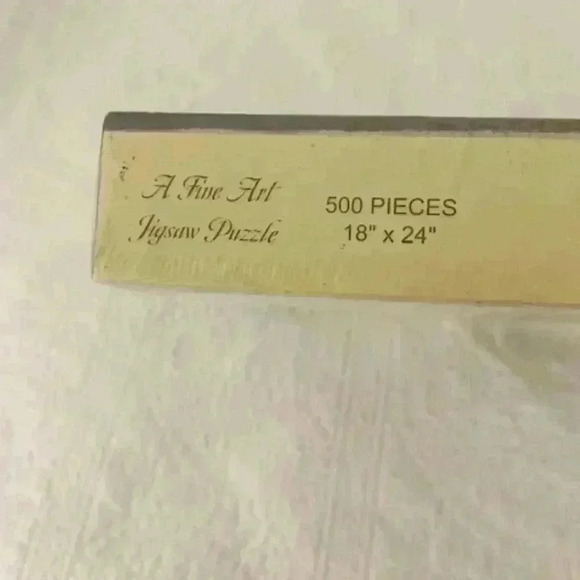 A Fine Art
Jigsaw Puzzle
500 PIECES
18" x 24"